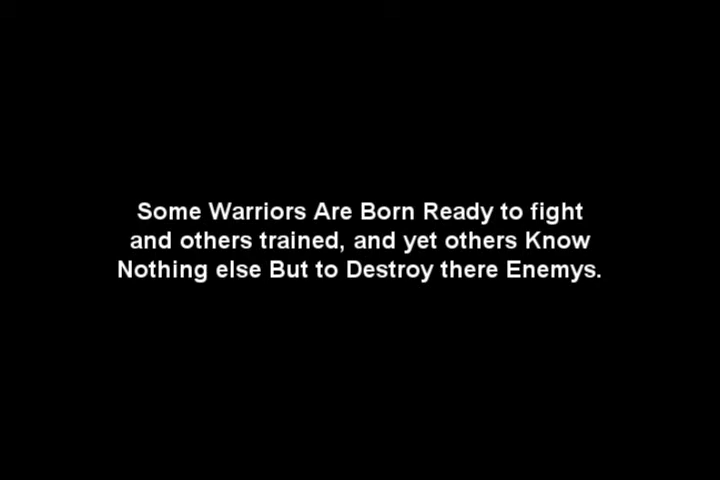 Some Warriors Are Born Ready to fight
and others trained, and yet others Know
Nothing else But to Destroy there Enemys.